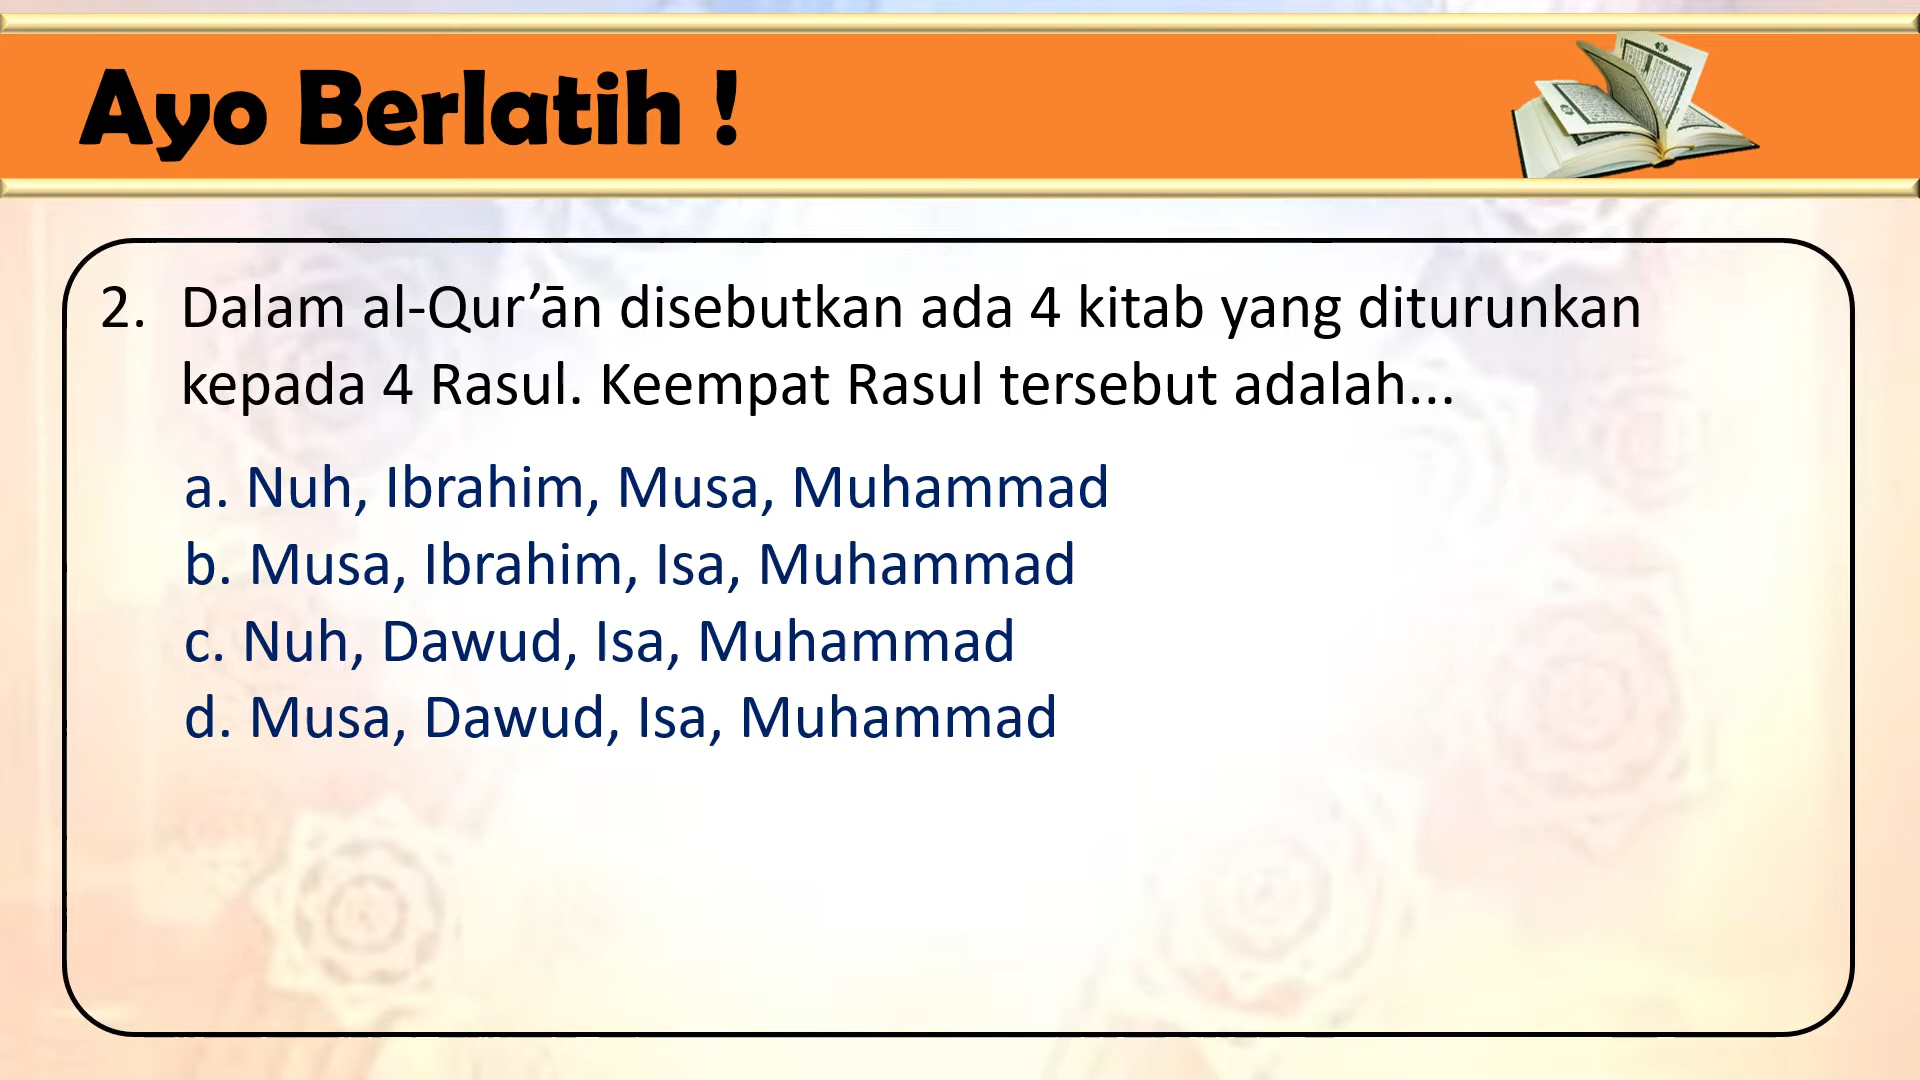 Ayo Berlatih !
2. Dalam al-Qur’ān disebutkan ada 4 kitab yang diturunkan
kepada 4 Rasul. Keempat Rasul tersebut adalah...
a. Nuh, Ibrahim, Musa, Muhammad
b. Musa, Ibrahim, Isa, Muhammad
c. Nuh, Dawud, Isa, Muhammad
d. Musa, Dawud, Isa, Muhammad